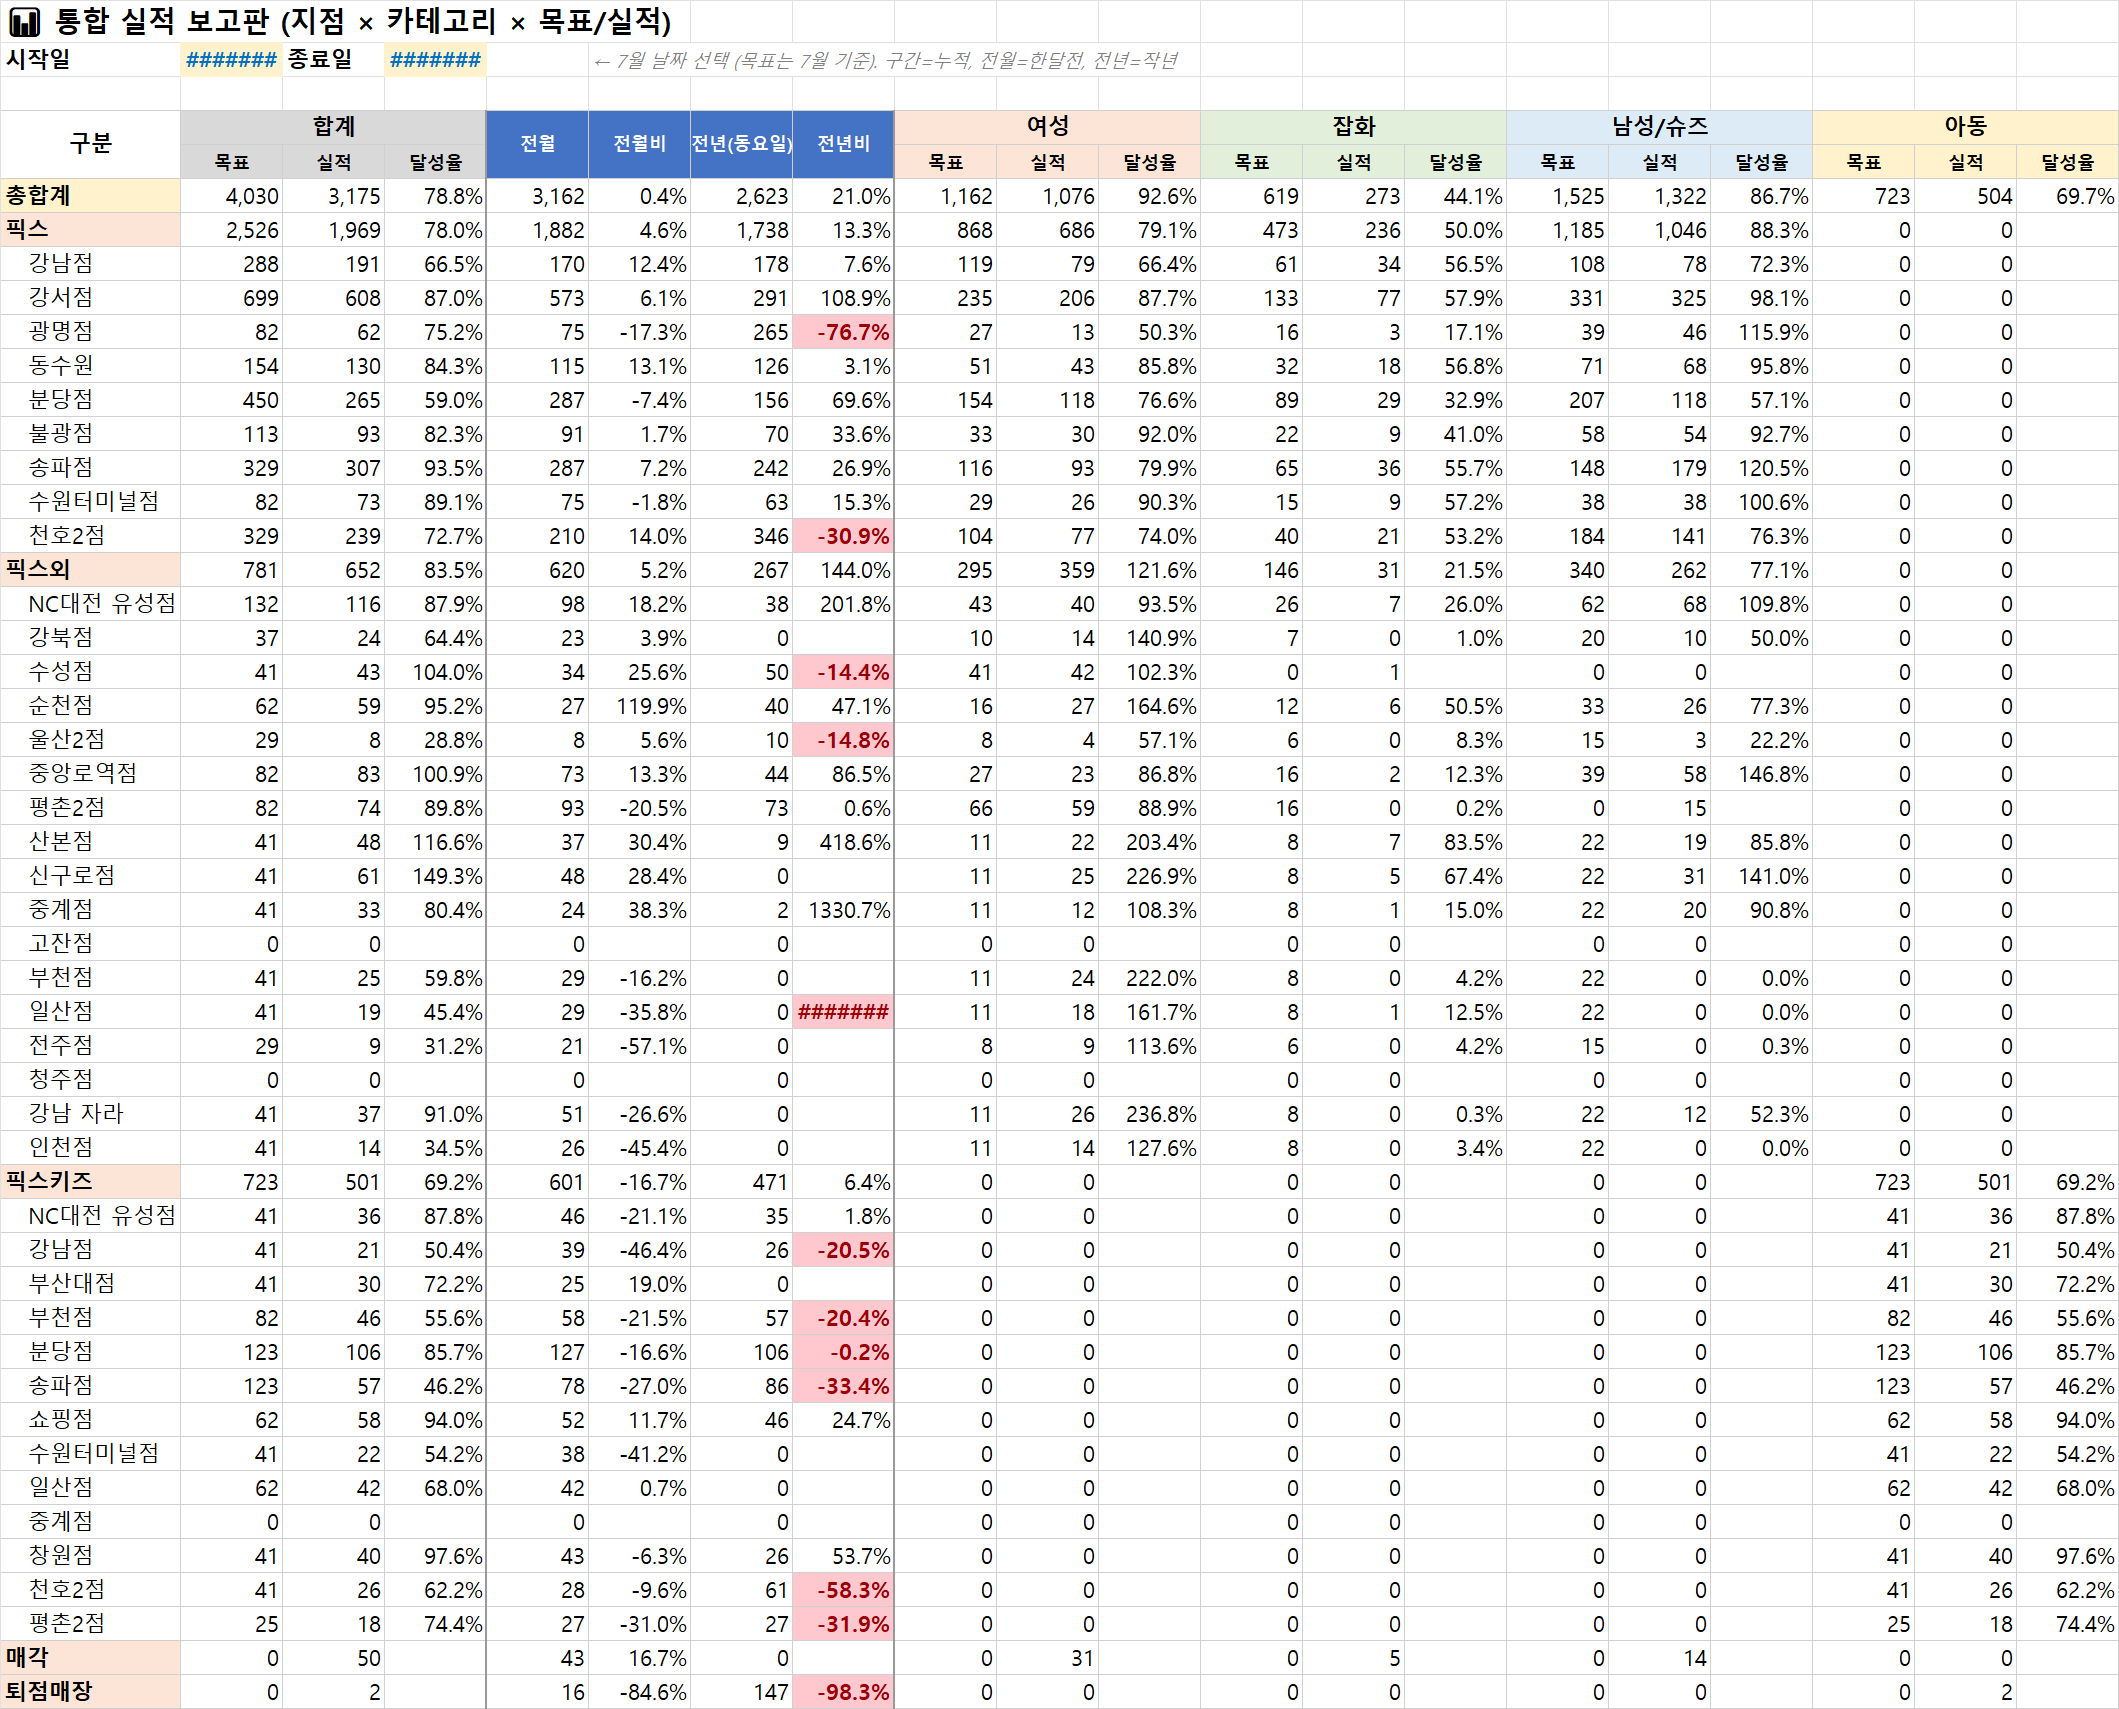 통합 실적 보고판 (지점 × 카테고리 × 목표/실적)
시작일 ####### 종료일 ####### ← 7월 날짜 선택 (목표는 7월 기준). 구간=누적, 전월=한달전, 전년=작년
구분 합계 전월 전월비 전년(동요일) 전년비 여성 잡화 남성/슈즈 아동
목표 실적 달성율 목표 실적 달성율 목표 실적 달성율 목표 실적 달성율 목표 실적 달성율
총합계 4,030 3,175 78.8% 3,162 0.4% 2,623 21.0% 1,162 1,076 92.6% 619 273 44.1% 1,525 1,322 86.7% 723 504 69.7%
픽스 2,526 1,969 78.0% 1,882 4.6% 1,738 13.3% 868 686 79.1% 473 236 50.0% 1,185 1,046 88.3% 0 0
강남점 288 191 66.5% 170 12.4% 178 7.6% 119 79 66.4% 61 34 56.5% 108 78 72.3% 0 0
강서점 699 608 87.0% 573 6.1% 291 108.9% 235 206 87.7% 133 77 57.9% 331 325 98.1% 0 0
광명점 82 62 75.2% 75 -17.3% 265 -76.7% 27 13 50.3% 16 3 17.1% 39 46 115.9% 0 0
동수원 154 130 84.3% 115 13.1% 126 3.1% 51 43 85.8% 32 18 56.8% 71 68 95.8% 0 0
분당점 450 265 59.0% 287 -7.4% 156 69.6% 154 118 76.6% 89 29 32.9% 207 118 57.1% 0 0
불광점 113 93 82.3% 91 1.7% 70 33.6% 33 30 92.0% 22 9 41.0% 58 54 92.7% 0 0
송파점 329 307 93.5% 287 7.2% 242 26.9% 116 93 79.9% 65 36 55.7% 148 179 120.5% 0 0
수원터미널점 82 73 89.1% 75 -1.8% 63 15.3% 29 26 90.3% 15 9 57.2% 38 38 100.6% 0 0
천호2점 329 239 72.7% 210 14.0% 346 -30.9% 104 77 74.0% 40 21 53.2% 184 141 76.3% 0 0
픽스외 781 652 83.5% 620 5.2% 267 144.0% 295 359 121.6% 146 31 21.5% 340 262 77.1% 0 0
NC대전 유성점 132 116 87.9% 98 18.2% 38 201.8% 43 40 93.5% 26 7 26.0% 62 68 109.8% 0 0
강북점 37 24 64.4% 23 3.9% 0 10 14 140.9% 7 0 1.0% 20 10 50.0% 0 0
수성점 41 43 104.0% 34 25.6% 50 -14.4% 41 42 102.3% 0 1 0 0 0 0
순천점 62 59 95.2% 27 119.9% 40 47.1% 16 27 164.6% 12 6 50.5% 33 26 77.3% 0 0
울산2점 29 8 28.8% 8 5.6% 10 -14.8% 8 4 57.1% 6 0 8.3% 15 3 22.2% 0 0
중앙로역점 82 83 100.9% 73 13.3% 44 86.5% 27 23 86.8% 16 2 12.3% 39 58 146.8% 0 0
평촌2점 82 74 89.8% 93 -20.5% 73 0.6% 66 59 88.9% 16 0 0.2% 0 15 0 0
산본점 41 48 116.6% 37 30.4% 9 418.6% 11 22 203.4% 8 7 83.5% 22 19 85.8% 0 0
신구로점 41 61 149.3% 48 28.4% 0 11 25 226.9% 8 5 67.4% 22 31 141.0% 0 0
중계점 41 33 80.4% 24 38.3% 2 1330.7% 11 12 108.3% 8 1 15.0% 22 20 90.8% 0 0
고잔점 0 0 0 0 0 0 0 0 0 0 0 0
부천점 41 25 59.8% 29 -16.2% 0 11 24 222.0% 8 0 4.2% 22 0 0.0% 0 0
일산점 41 19 45.4% 29 -35.8% 0 ####### 11 18 161.7% 8 1 12.5% 22 0 0.0% 0 0
전주점 29 9 31.2% 21 -57.1% 0 8 9 113.6% 6 0 4.2% 15 0 0.3% 0 0
청주점 0 0 0 0 0 0 0 0 0 0 0 0
강남 자라 41 37 91.0% 51 -26.6% 0 11 26 236.8% 8 0 0.3% 22 12 52.3% 0 0
인천점 41 14 34.5% 26 -45.4% 0 11 14 127.6% 8 0 3.4% 22 0 0.0% 0 0
픽스키즈 723 501 69.2% 601 -16.7% 471 6.4% 0 0 0 0 0 0 723 501 69.2%
NC대전 유성점 41 36 87.8% 46 -21.1% 35 1.8% 0 0 0 0 0 0 41 36 87.8%
강남점 41 21 50.4% 39 -46.4% 26 -20.5% 0 0 0 0 0 0 41 21 50.4%
부산대점 41 30 72.2% 25 19.0% 0 0 0 0 0 0 0 41 30 72.2%
부천점 82 46 55.6% 58 -21.5% 57 -20.4% 0 0 0 0 0 0 82 46 55.6%
분당점 123 106 85.7% 127 -16.6% 106 -0.2% 0 0 0 0 0 0 123 106 85.7%
송파점 123 57 46.2% 78 -27.0% 86 -33.4% 0 0 0 0 0 0 123 57 46.2%
쇼핑점 62 58 94.0% 52 11.7% 46 24.7% 0 0 0 0 0 0 62 58 94.0%
수원터미널점 41 22 54.2% 38 -41.2% 0 0 0 0 0 0 0 41 22 54.2%
일산점 62 42 68.0% 42 0.7% 0 0 0 0 0 0 0 62 42 68.0%
중계점 0 0 0 0 0 0 0 0 0 0 0 0
창원점 41 40 97.6% 43 -6.3% 26 53.7% 0 0 0 0 0 0 41 40 97.6%
천호2점 41 26 62.2% 28 -9.6% 61 -58.3% 0 0 0 0 0 0 41 26 62.2%
평촌2점 25 18 74.4% 27 -31.0% 27 -31.9% 0 0 0 0 0 0 25 18 74.4%
매각 0 50 43 16.7% 0 0 31 0 5 0 14 0 0
퇴점매장 0 2 16 -84.6% 147 -98.3% 0 0 0 0 0 0 0 2